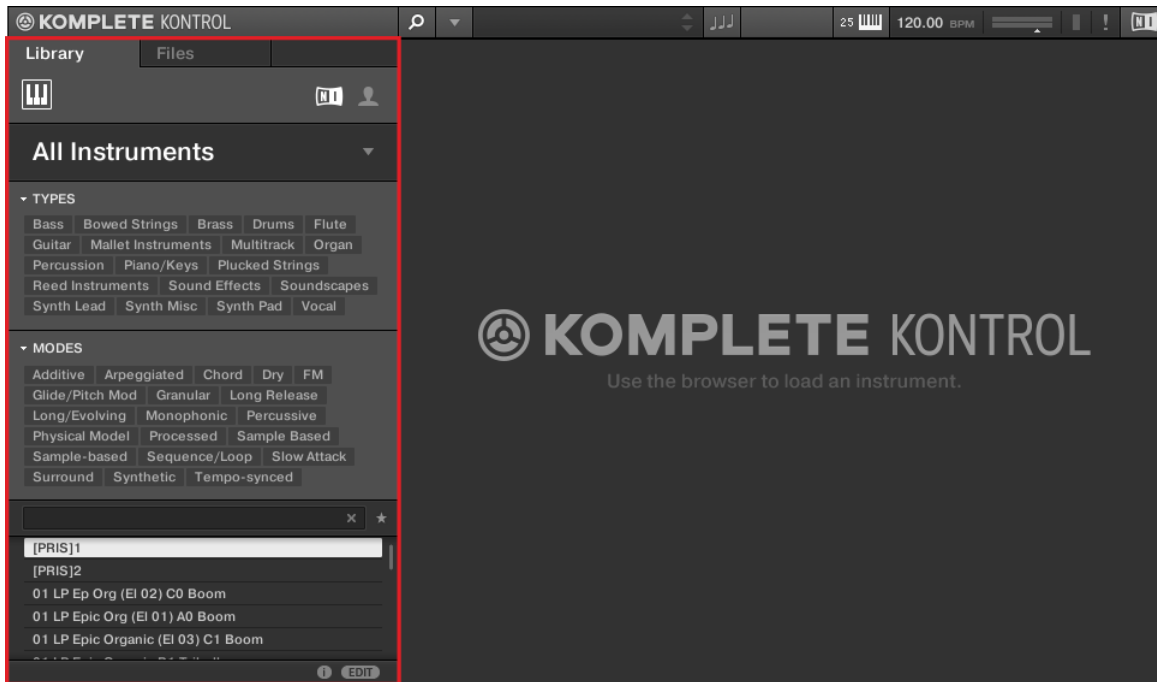 KOMPLETE KONTROL
25
120.00 BPM
!
NI
Library Files
NI
All Instruments
TYPES
Bass Bowed Strings Brass Drums Flute
Guitar Mallet Instruments Multitrack Organ
Percussion Piano/Keys Plucked Strings
Reed Instruments Sound Effects Soundscapes
Synth Lead Synth Misc Synth Pad Vocal
MODES
Additive Arpeggiated Chord Dry FM
Glide/Pitch Mod Granular Long Release
Long/Evolving Monophonic Percussive
Physical Model Processed Sample Based
Sample-based Sequence/Loop Slow Attack
Surround Synthetic Tempo-synced
[PRIS]1
[PRIS]2
01 LP Ep Org (EI 02) C0 Boom
01 LP Epic Org (EI 01) A0 Boom
01 LP Epic Organic (EI 03) C1 Boom
i EDIT
KOMPLETE KONTROL
Use the browser to load an instrument.